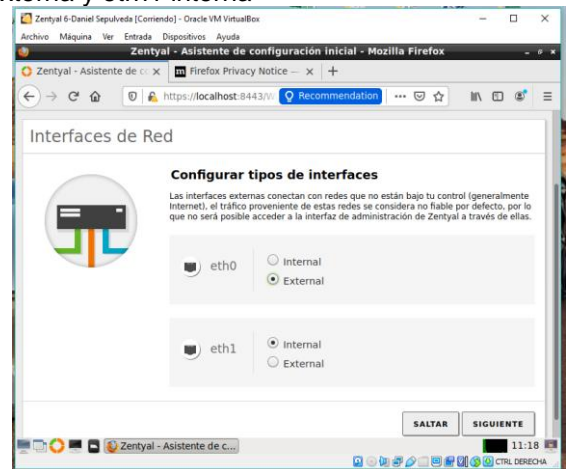 Zentyal 6-Daniel Sepulveda [Corriendo] - Oracle VM VirtualBox
Archivo Máquina Ver Entrada Dispositivos Ayuda
Zentyal - Asistente de configuración inicial - Mozilla Firefox
Zentyal - Asistente de co
Firefox Privacy Notice —
https://localhost:8443/W
Recommendation
Interfaces de Red
Configurar tipos de interfaces
Las interfaces externas conectan con redes que no están bajo tu control (generalmente
Internet), el tráfico proveniente de estas redes se considera no fiable por defecto, por lo
que no será posible acceder a la interfaz de administración de Zentyal a través de ellas.
eth0
Internal
External
eth1
Internal
External
SALTAR SIGUIENTE
Zentyal - Asistente de c...
11:18
CTRL DERECHA